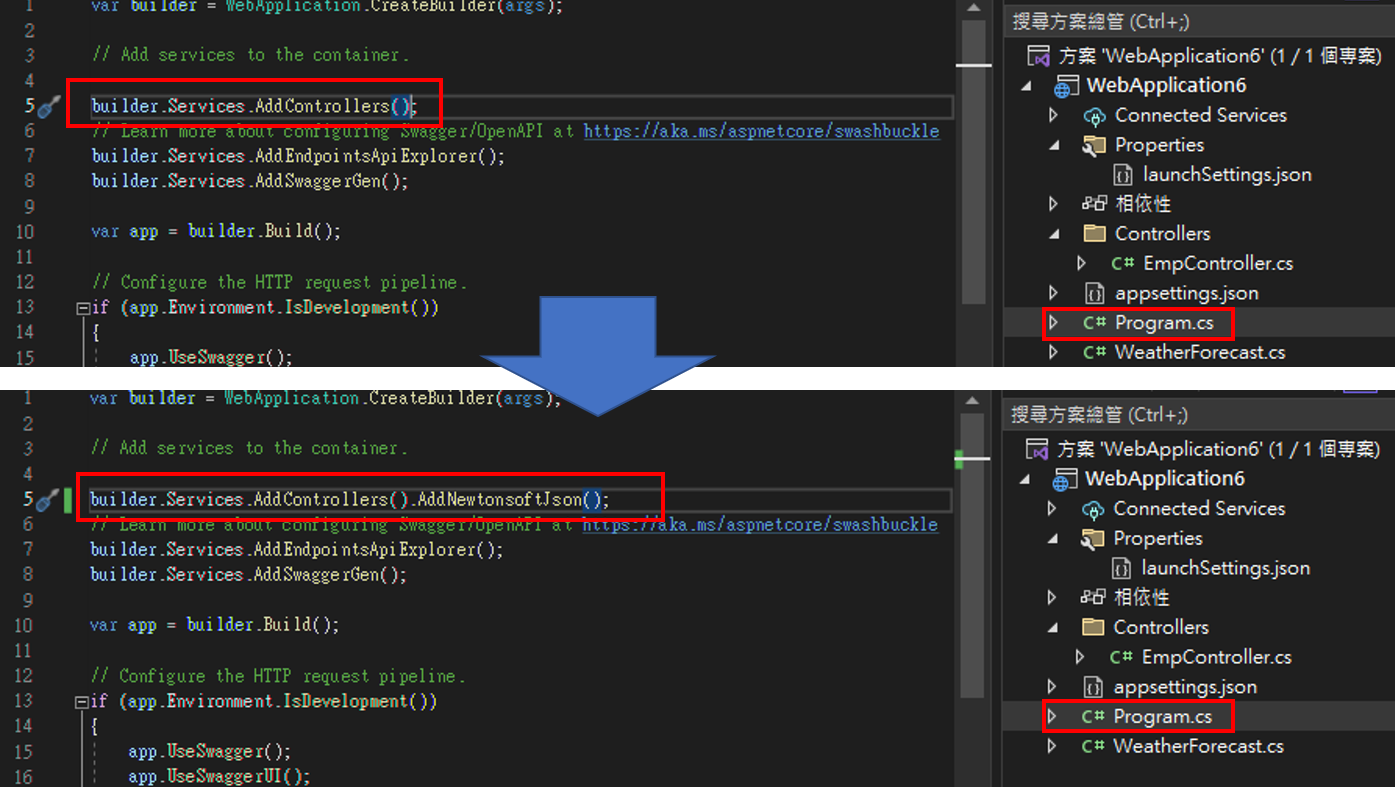 1 var builder = WebApplication.CreateBuilder(args);
2
3 // Add services to the container.
4
5 builder.Services.AddControllers();
6 // Learn more about configuring Swagger/OpenAPI at https://aka.ms/aspnetcore/swashbuckle
7 builder.Services.AddEndpointsApiExplorer();
8 builder.Services.AddSwaggerGen();
9
10 var app = builder.Build();
11
12 // Configure the HTTP request pipeline.
13 if (app.Environment.IsDevelopment())
14 {
15 app.UseSwagger();
搜尋方案總管 (Ctrl+;)
方案 'WebApplication6' (1 / 1 個專案)
WebApplication6
Connected Services
Properties
launchSettings.json
相依性
Controllers
C# EmpController.cs
appsettings.json
C# Program.cs
C# WeatherForecast.cs
1 var builder = WebApplication.CreateBuilder(args);
2
3 // Add services to the container.
4
5 builder.Services.AddControllers().AddNewtonsoftJson();
6 // Learn more about configuring Swagger/OpenAPI at https://aka.ms/aspnetcore/swashbuckle
7 builder.Services.AddEndpointsApiExplorer();
8 builder.Services.AddSwaggerGen();
9
10 var app = builder.Build();
11
12 // Configure the HTTP request pipeline.
13 if (app.Environment.IsDevelopment())
14 {
15 app.UseSwagger();
16 app.UseSwaggerUI();
搜尋方案總管 (Ctrl+;)
方案 'WebApplication6' (1 / 1 個專案)
WebApplication6
Connected Services
Properties
launchSettings.json
相依性
Controllers
C# EmpController.cs
appsettings.json
C# Program.cs
C# WeatherForecast.cs